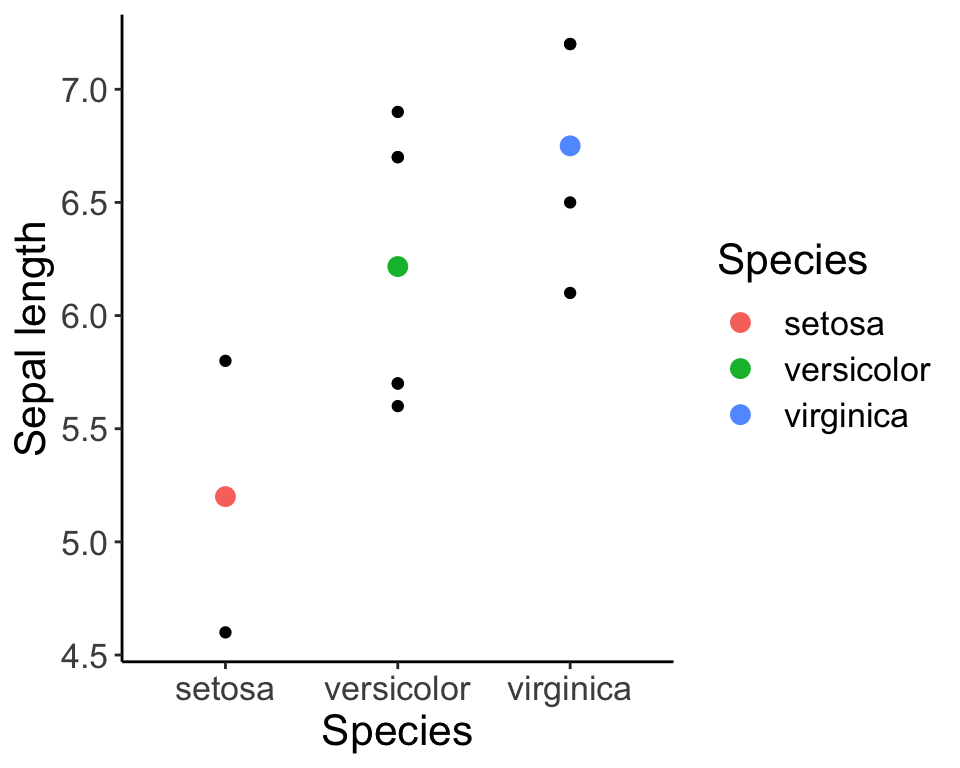 Sepal length
7.0
6.5
6.0
5.5
5.0
4.5
setosa versicolor virginica
Species
Species
setosa
versicolor
virginica